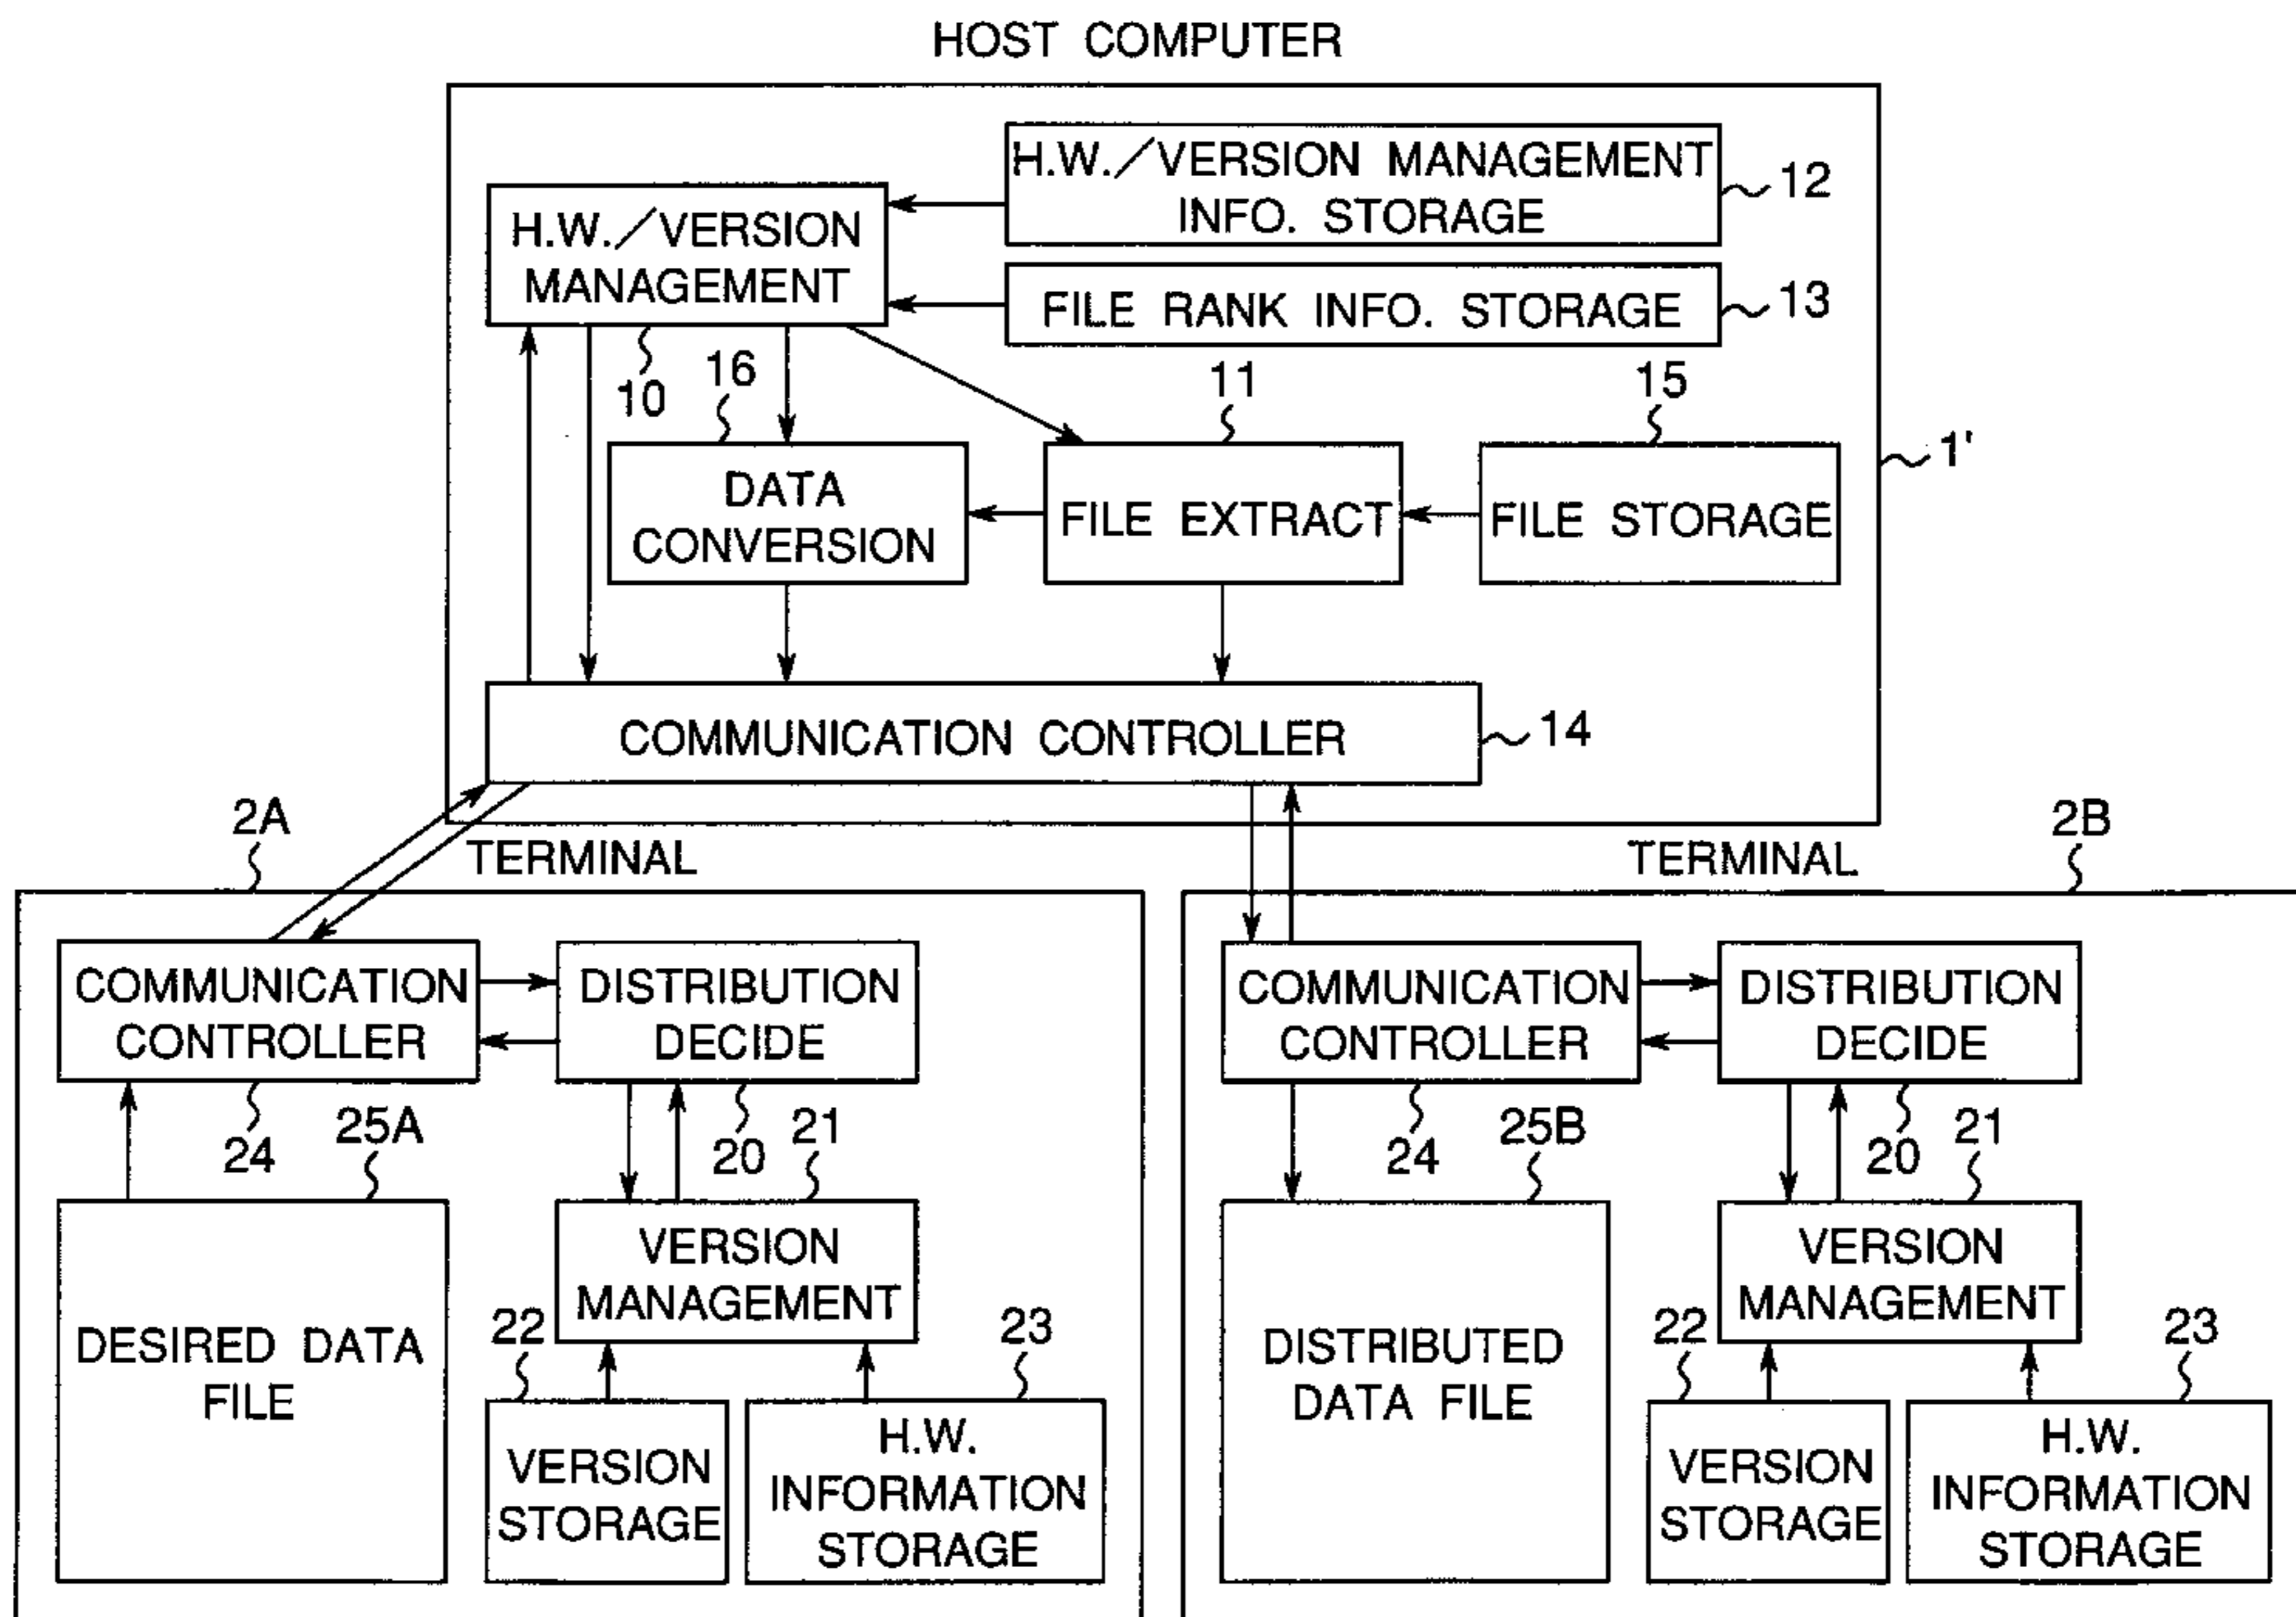 HOST COMPUTER
H.W./VERSION MANAGEMENT
INFO. STORAGE
12
H.W./VERSION
MANAGEMENT
FILE RANK INFO. STORAGE
13
10
16
11
15
DATA
CONVERSION
FILE EXTRACT
FILE STORAGE
1'
COMMUNICATION CONTROLLER
14
2A
TERMINAL
TERMINAL
2B
COMMUNICATION
CONTROLLER
DISTRIBUTION
DECIDE
24
25A
20
21
VERSION
MANAGEMENT
DESIRED DATA
FILE
22
23
VERSION
STORAGE
H.W.
INFORMATION
STORAGE
COMMUNICATION
CONTROLLER
DISTRIBUTION
DECIDE
24
25B
20
21
VERSION
MANAGEMENT
DISTRIBUTED
DATA FILE
22
23
VERSION
STORAGE
H.W.
INFORMATION
STORAGE